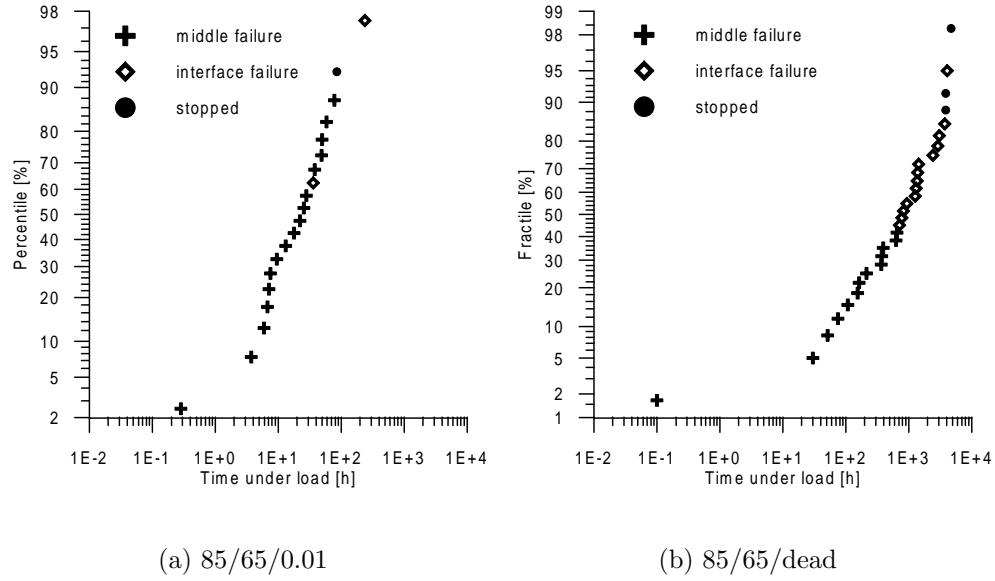 98
95
90
80
70
60
50
40
30
20
10
5
2
Percentile [%]
middle failure
interface failure
stopped
1E-2 1E-1 1E+0 1E+1 1E+2 1E+3 1E+4
Time under load [h]
(a) 85/65/0.01
99
98
95
90
80
70
60
50
40
30
20
10
5
2
1
Fractile [%]
middle failure
interface failure
stopped
1E-2 1E-1 1E+0 1E+1 1E+2 1E+3 1E+4
Time under load [h]
(b) 85/65/dead